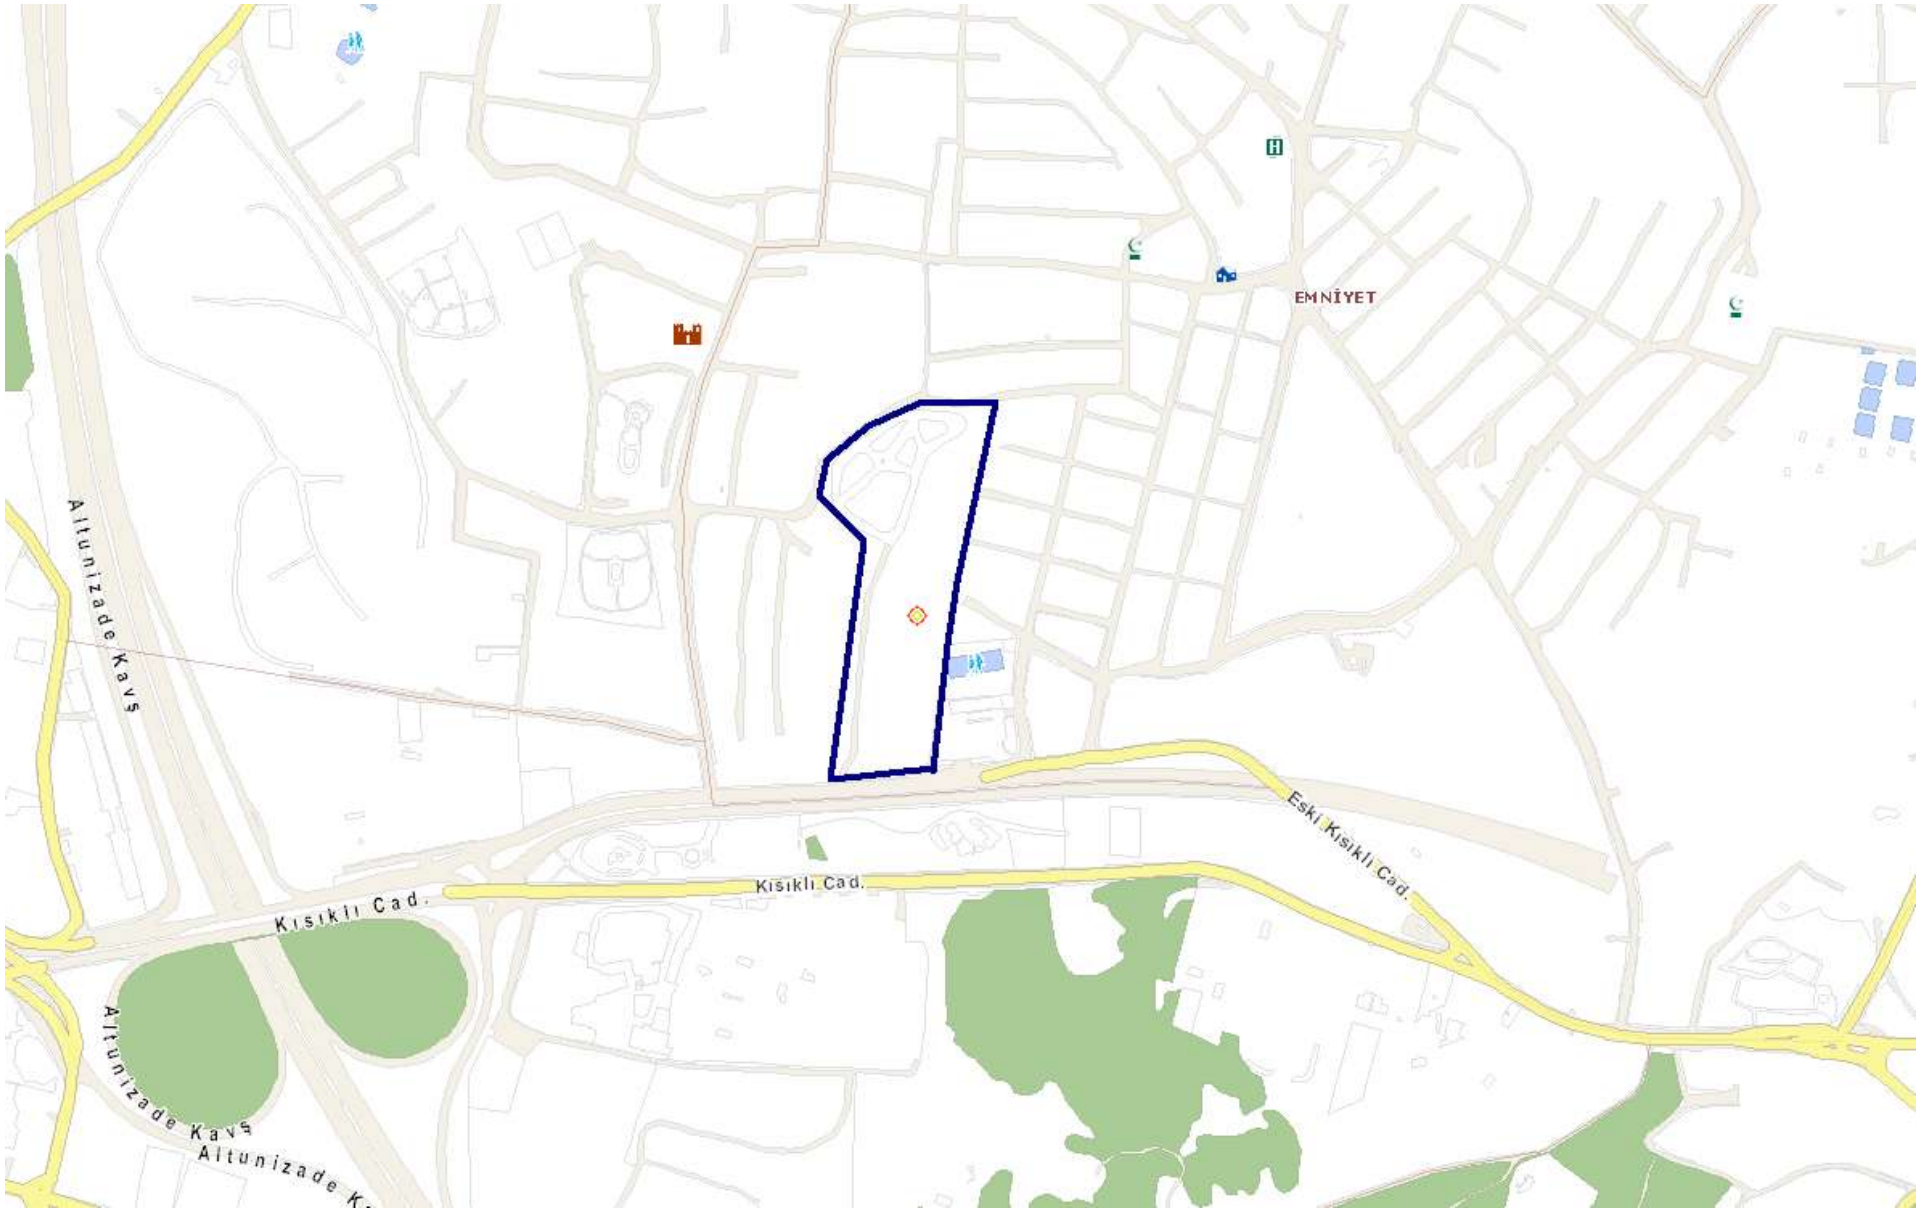 EMNİYET
Altunizade Kavş
Eski Kısıklı Cad.
Kısıklı Cad.
Kısıklı Cad.
Altunizade Kavş
Altunizade K